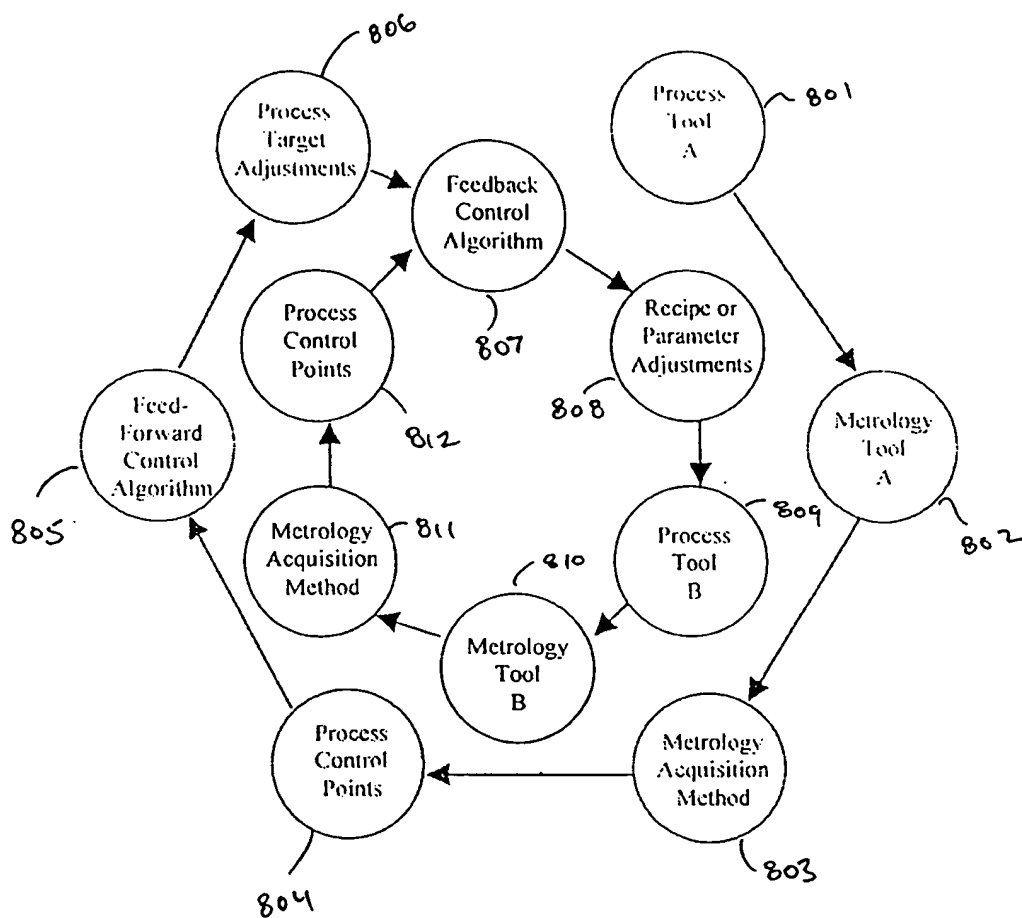 806
Process
Target
Adjustments
Process
Tool
A
801
Feedback
Control
Algorithm
807
Process
Control
Points
812
Recipe or
Parameter
Adjustments
808
Feed-
Forward
Control
Algorithm
805
Metrology
Tool
A
802
Metrology
Acquisition
Method
811
Process
Tool
B
809
Metrology
Tool
B
810
Process
Control
Points
804
Metrology
Acquisition
Method
803